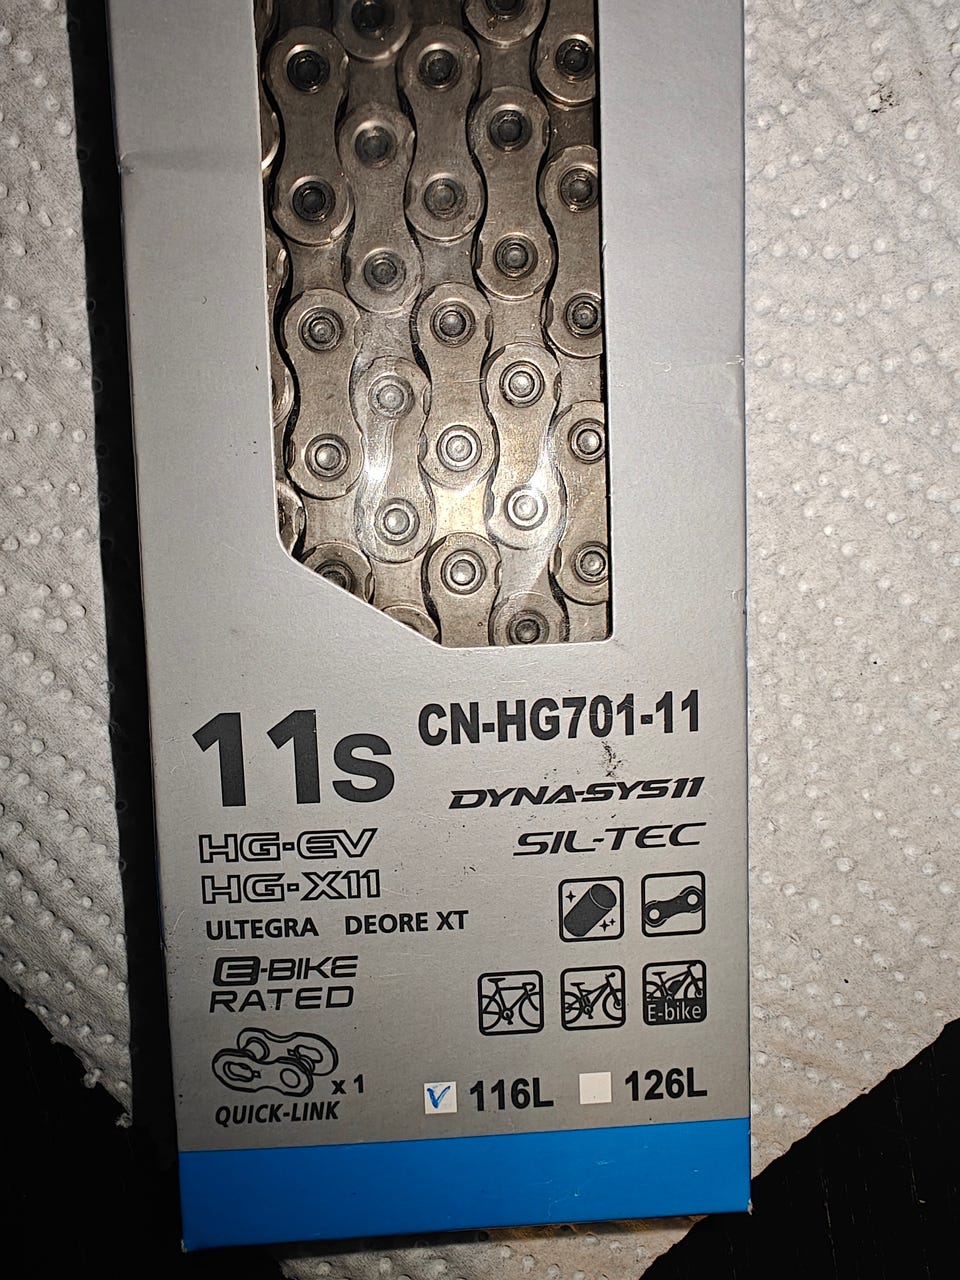 11s
CN-HG701-11
DYNA-SYS11
HG-EV
SIL-TEC
HG-X11
ULTEGRA DEORE XT
E-BIKE
RATED
E-bike
x 1
QUICK-LINK
116L 126L